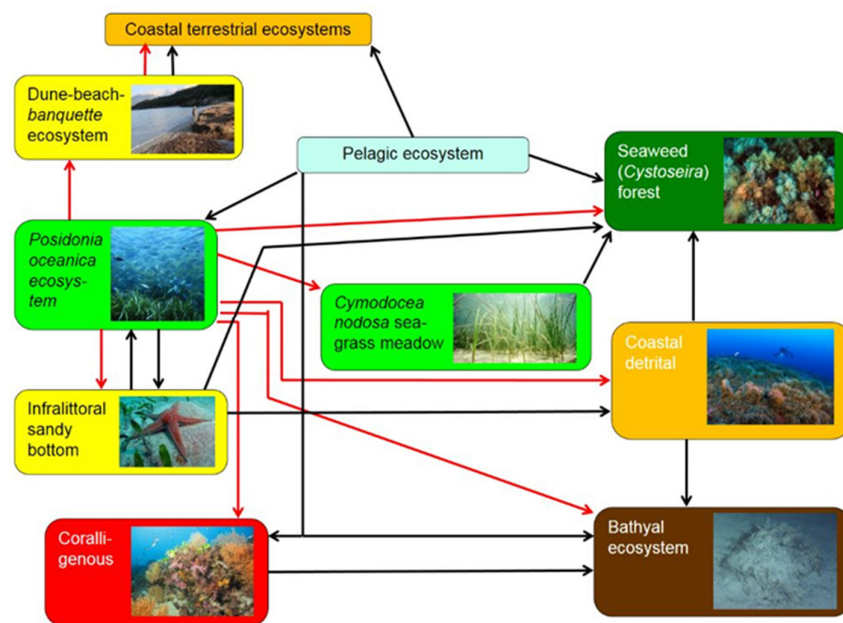 Coastal terrestrial ecosystems
Dune-beach-
banquette
ecosystem
Pelagic ecosystem
Seaweed
(Cystoseira)
forest
Posidonia
oceanica
ecosys-
tem
Cymodocea
nodosa sea-
grass meadow
Coastal
detrital
Infralittoral
sandy
bottom
Coralli-
genous
Bathyal
ecosystem